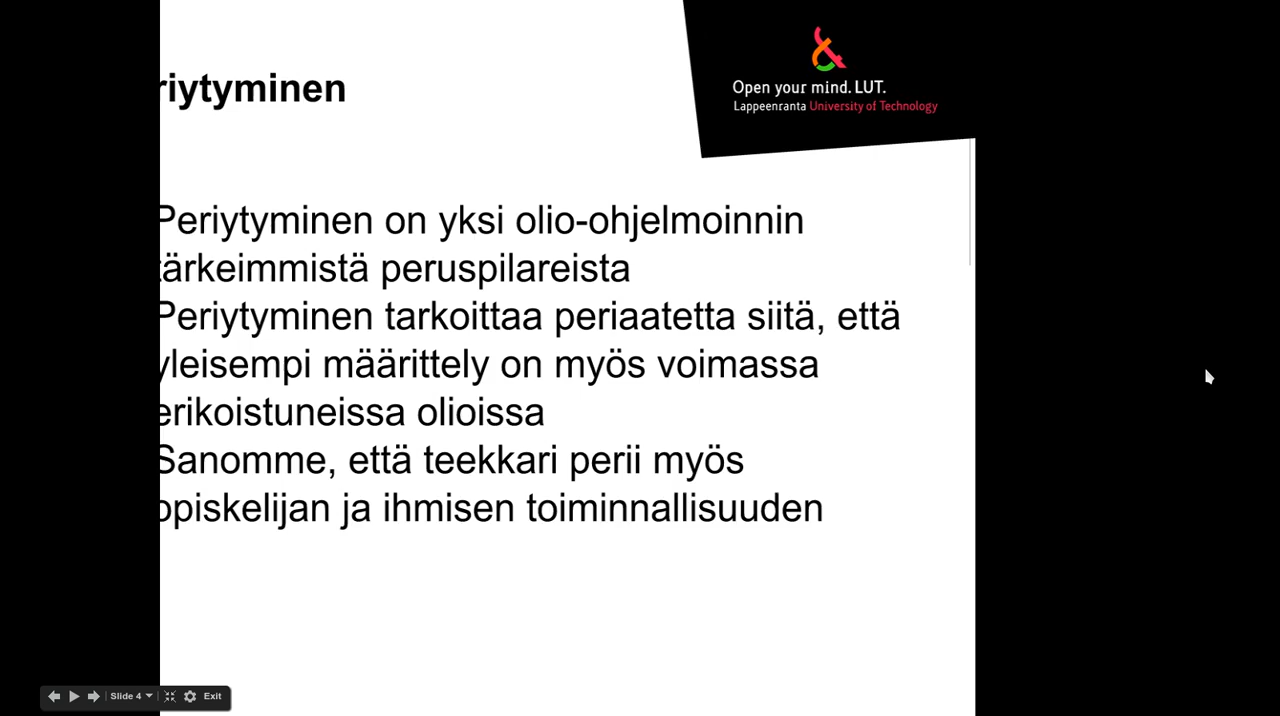 riytyminen
Open your mind. LUT.
Lappeenranta University of Technology
Periytyminen on yksi olio-ohjelmoinnin
tärkeimmistä peruspilareista
Periytyminen tarkoittaa periaatetta siitä, että
yleisempi määrittely on myös voimassa
erikoistuneissa olioissa
Sanomme, että teekkari perii myös
opiskelijan ja ihmisen toiminnallisuuden
Slide 4 Exit